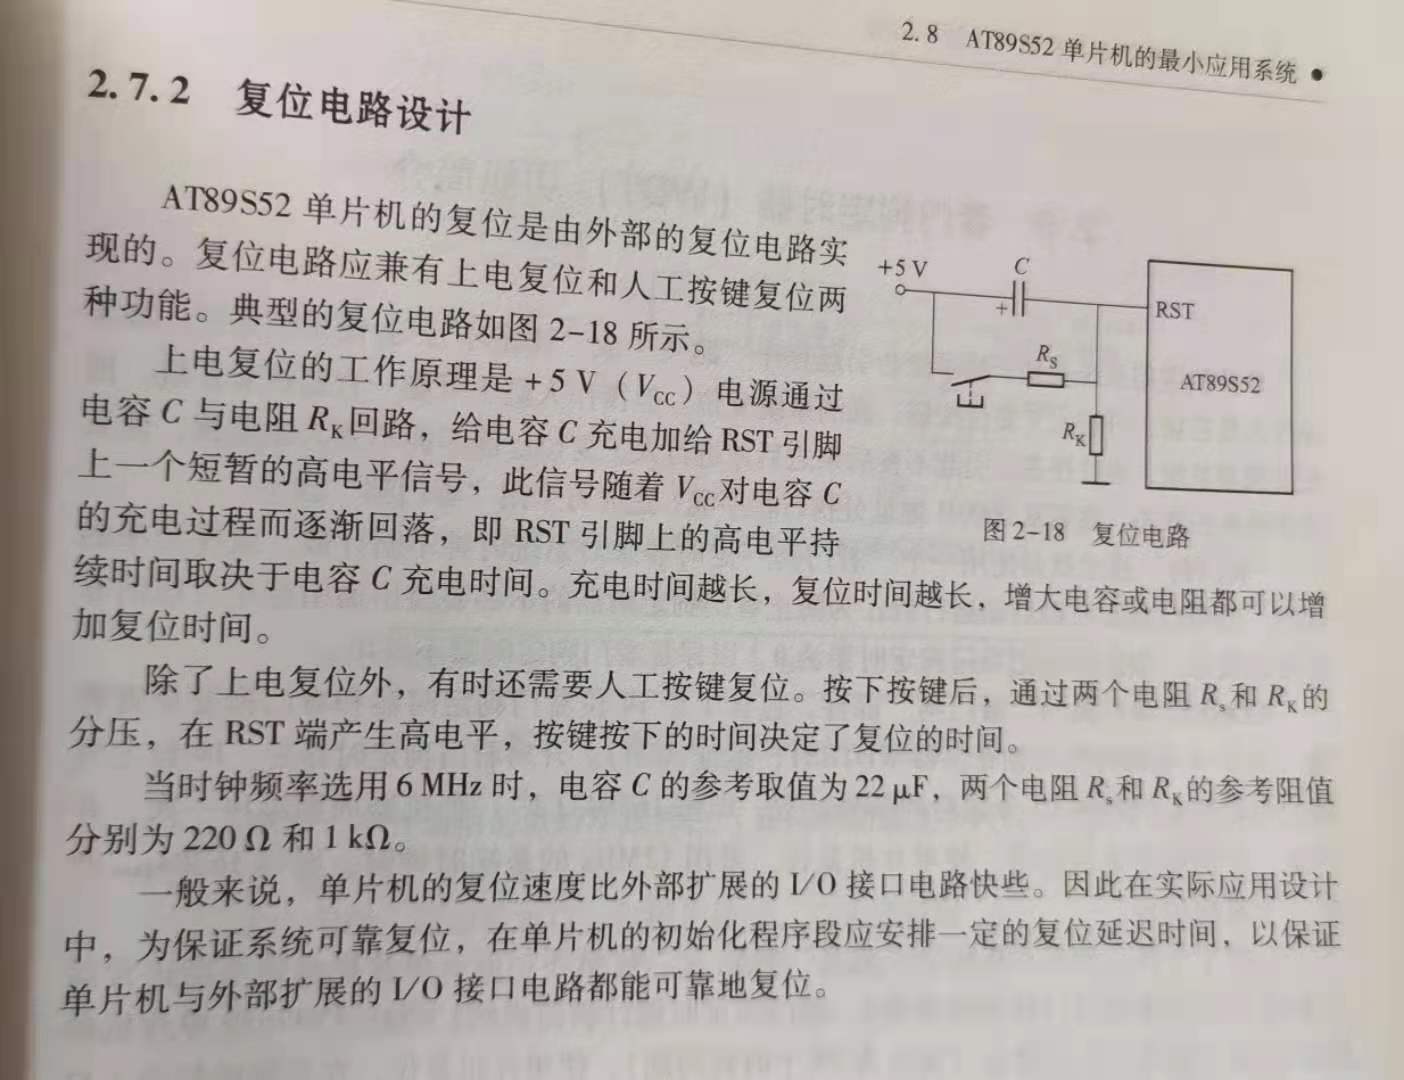 2.8 AT89S52 单片机的最小应用系统 •
2.7.2 复位电路设计
AT89S52 单片机的复位是由外部的复位电路实
现的。复位电路应兼有上电复位和人工按键复位两
种功能。典型的复位电路如图 2-18 所示。
上电复位的工作原理是 +5 V（VCC）电源通过
电容 C 与电阻 RK回路，给电容 C 充电加给 RST 引脚
上一个短暂的高电平信号，此信号随着 VCC对电容 C
的充电过程而逐渐回落，即 RST 引脚上的高电平持
续时间取决于电容 C 充电时间。充电时间越长，复位时间越长，增大电容或电阻都可以增
加复位时间。
+5 V
C
+
RST
RS
AT89S52
RK
图 2-18 复位电路
除了上电复位外，有时还需要人工按键复位。按下按键后，通过两个电阻 Rs和 RK的
分压，在 RST 端产生高电平，按键按下的时间决定了复位的时间。
当时钟频率选用 6 MHz 时，电容 C 的参考取值为 22 μF，两个电阻 Rs和 RK的参考阻值
分别为 220 Ω 和 1 kΩ。
一般来说，单片机的复位速度比外部扩展的 I/O 接口电路快些。因此在实际应用设计
中，为保证系统可靠复位，在单片机的初始化程序段应安排一定的复位延迟时间，以保证
单片机与外部扩展的 I/O 接口电路都能可靠地复位。